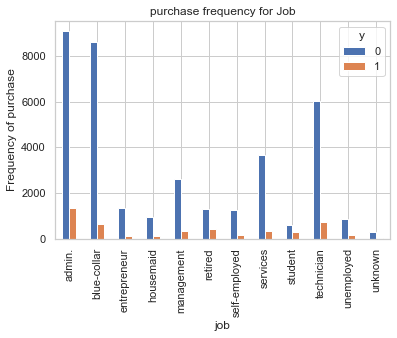 purchase frequency for Job
y
0
1
Frequency of purchase
8000
6000
4000
2000
0
admin.
blue-collar
entrepreneur
housemaid
management
retired
self-employed
services
student
technician
unemployed
unknown
job